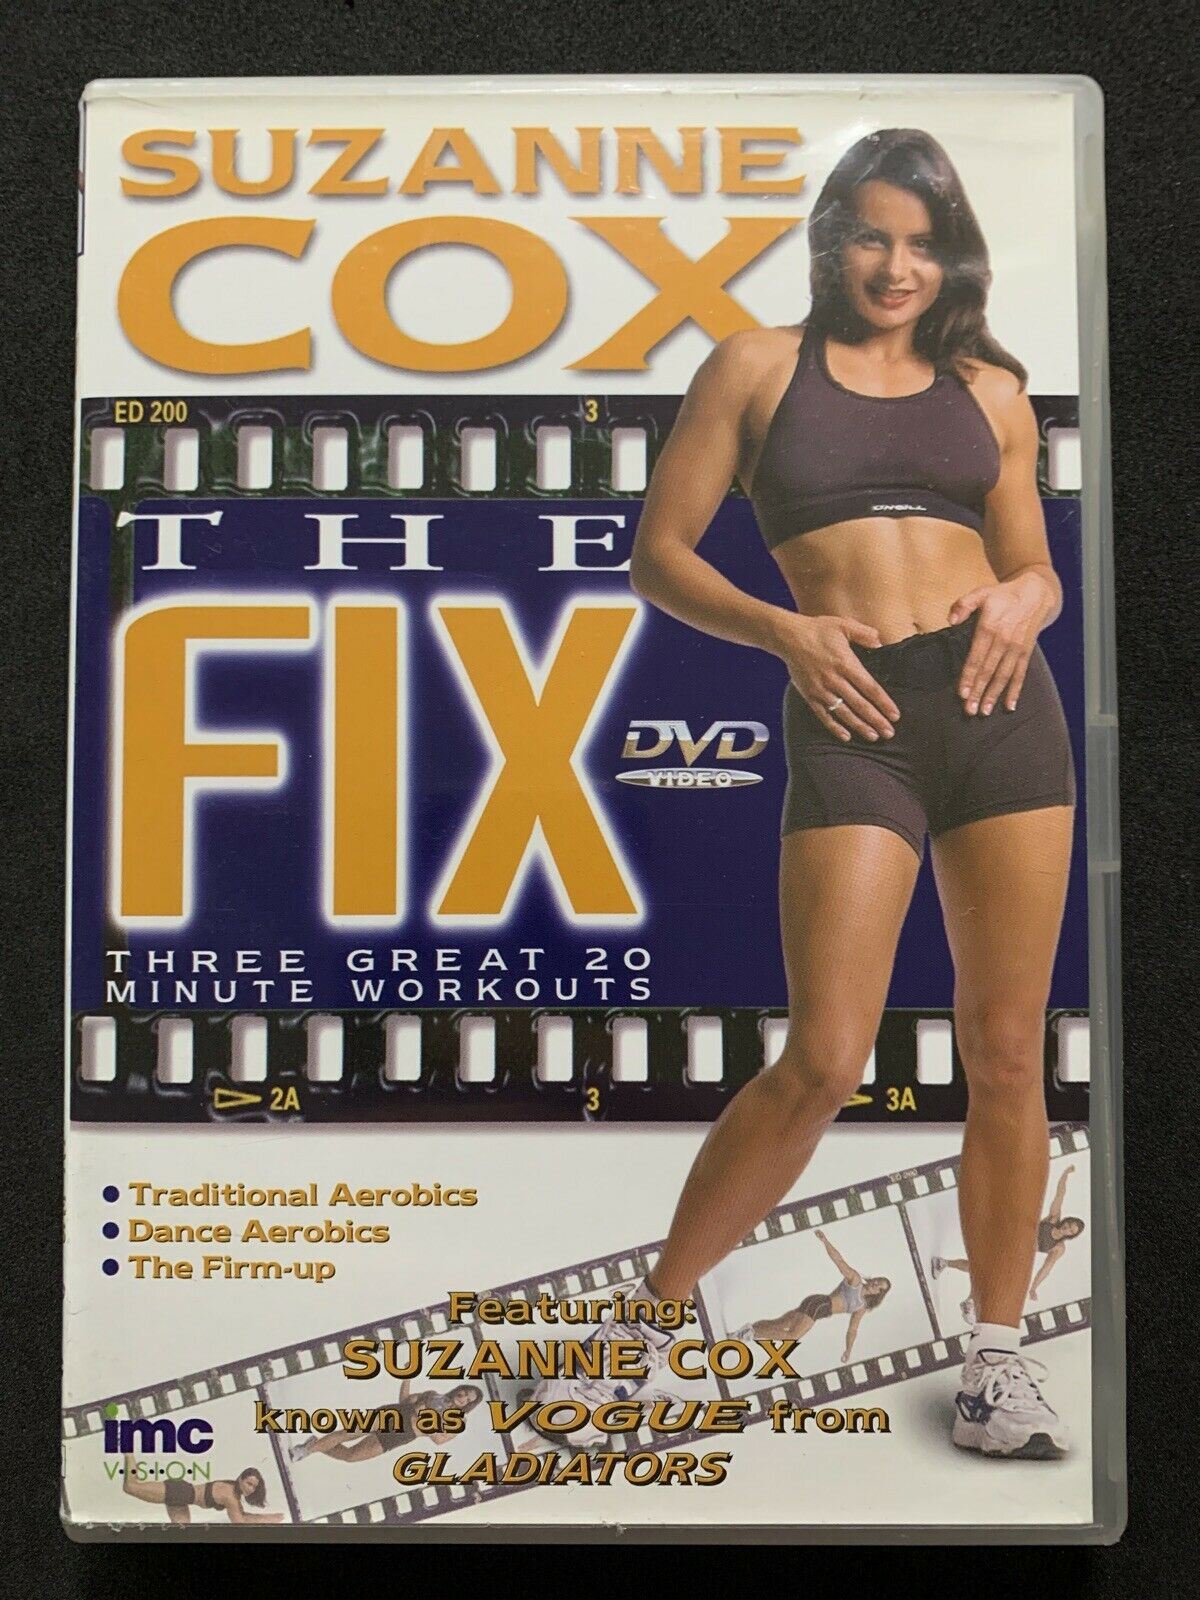 SUZANNE
COX
ED 200 3
THE
FIX
O'NEILL
DVD
VIDEO
THREE GREAT 20
MINUTE WORKOUTS
2A 3 3A
• Traditional Aerobics
• Dance Aerobics
• The Firm-up
Featuring:
SUZANNE COX
known as VOGUE from
GLADIATORS
imc
V·I·S·I·O·N